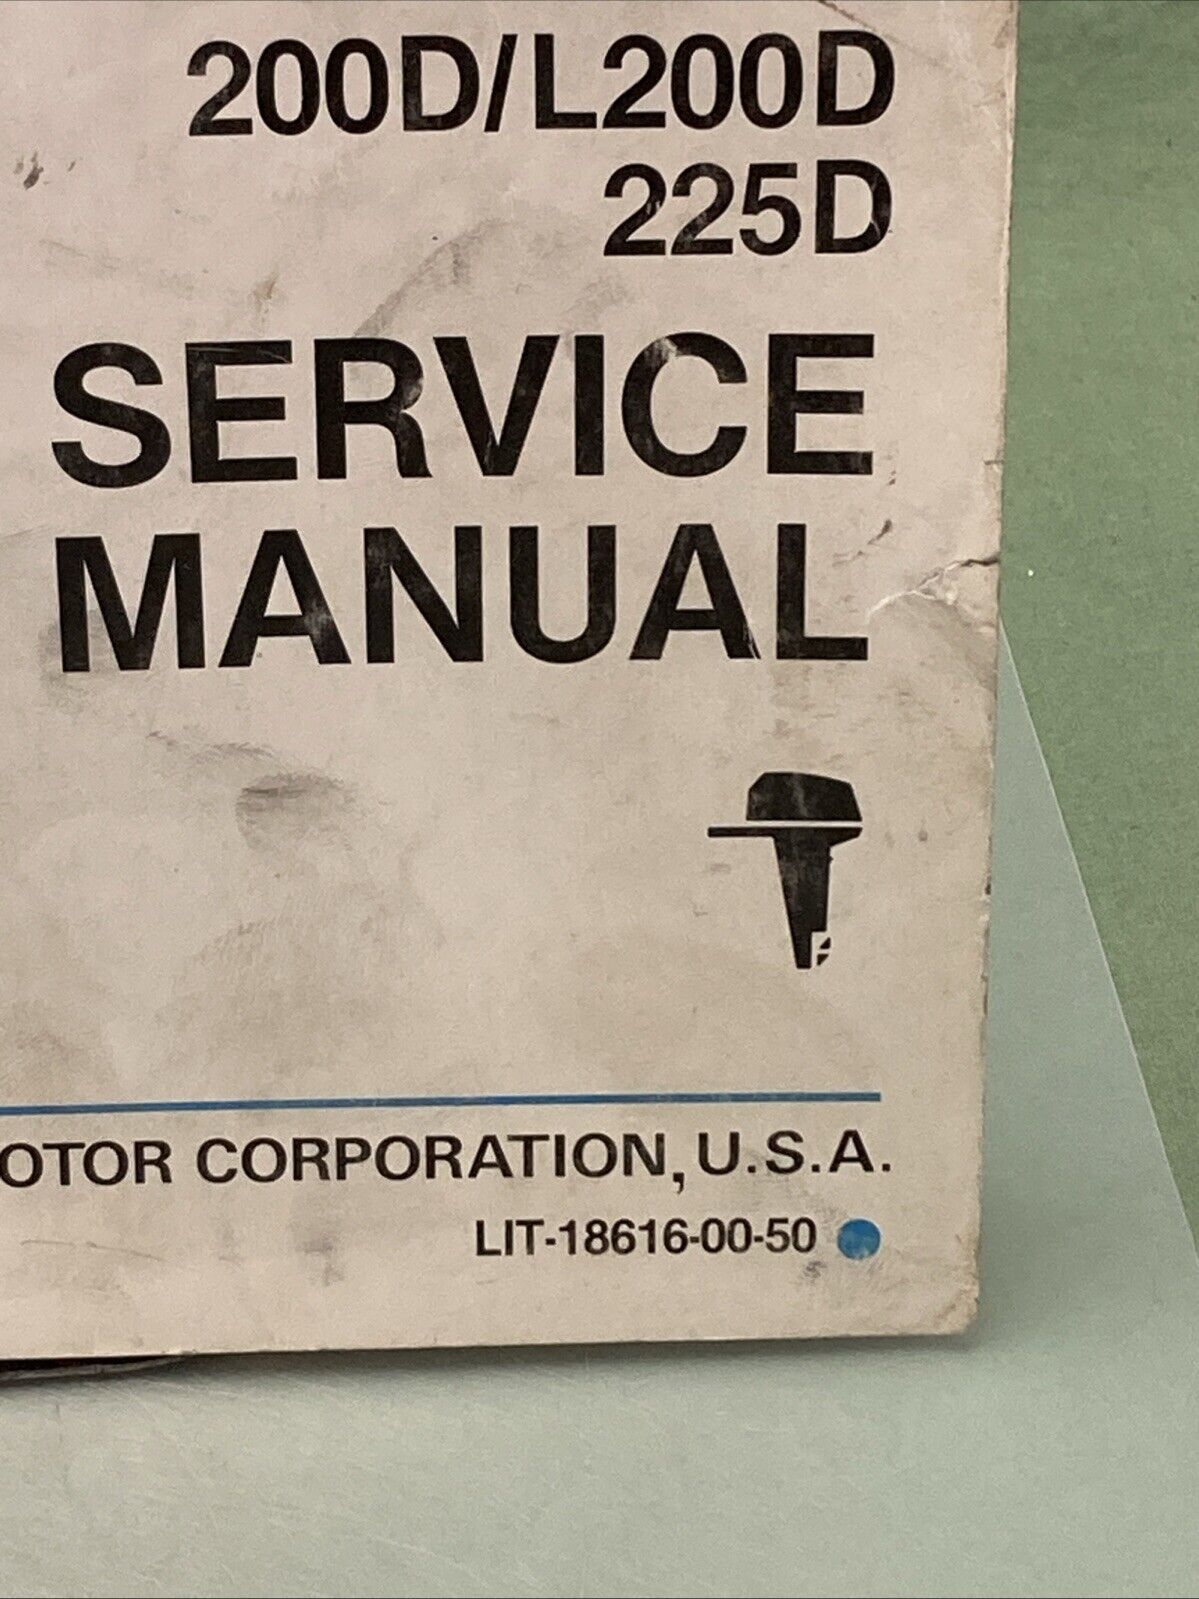 200D/L200D
225D
SERVICE
MANUAL
OTOR CORPORATION, U.S.A.
LIT-18616-00-50